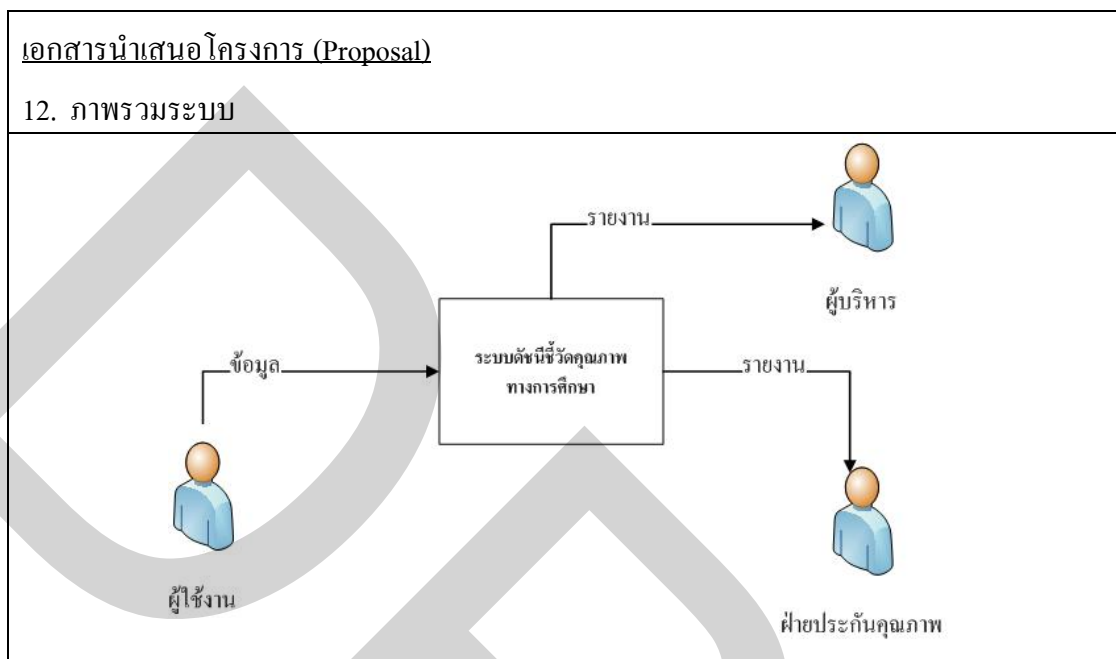 เอกสารนำเสนอโครงการ (Proposal)
12. ภาพรวมระบบ
รายงาน
ผู้บริหาร
ข้อมูล
ระบบดัชนีชี้วัดคุณภาพ
ทางการศึกษา
รายงาน
ผู้ใช้งาน
ฝ่ายประกันคุณภาพ